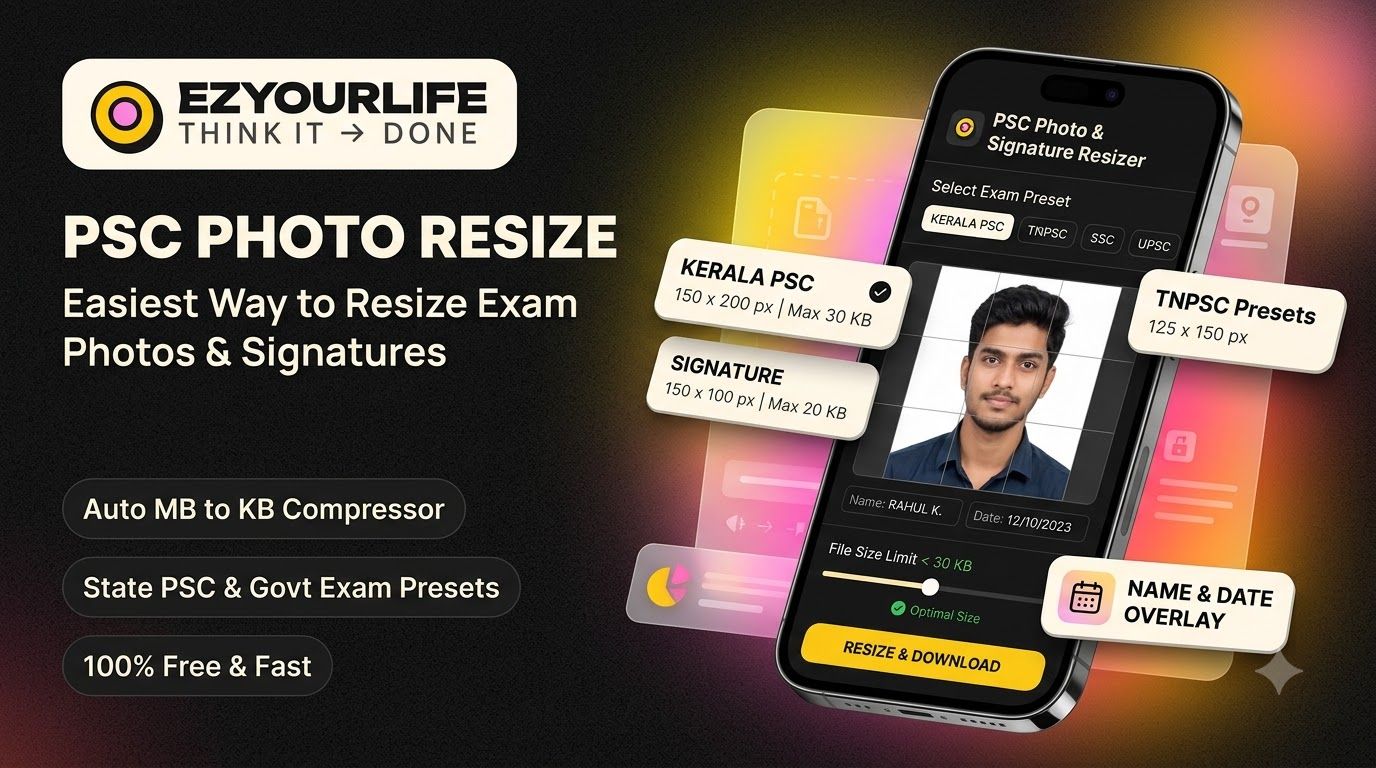 EZYOURLIFE
THINK IT → DONE
PSC PHOTO RESIZE
Easiest Way to Resize Exam
Photos & Signatures
Auto MB to KB Compressor
State PSC & Govt Exam Presets
100% Free & Fast
PSC Photo &
Signature Resizer
Select Exam Preset
KERALA PSC
TNPSC
SSC
UPSC
KERALA PSC
150 x 200 px | Max 30 KB
SIGNATURE
150 x 100 px | Max 20 KB
TNPSC Presets
125 x 150 px
Name: RAHUL K.
Date: 12/10/2023
File Size Limit < 30 KB
Optimal Size
RESIZE & DOWNLOAD
NAME & DATE
OVERLAY